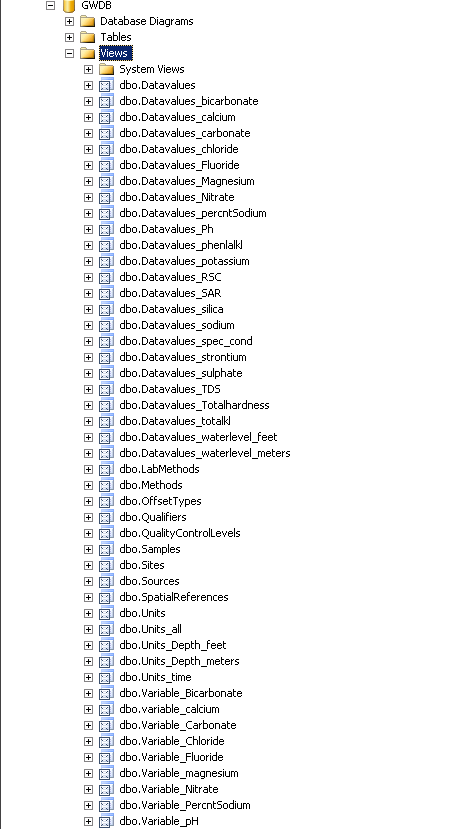 GWDB
Database Diagrams
Tables
Views
System Views
dbo.Datavalues
dbo.Datavalues_bicarbonate
dbo.Datavalues_calcium
dbo.Datavalues_carbonate
dbo.Datavalues_chloride
dbo.Datavalues_Fluoride
dbo.Datavalues_Magnesium
dbo.Datavalues_Nitrate
dbo.Datavalues_percntSodium
dbo.Datavalues_Ph
dbo.Datavalues_phenlalkl
dbo.Datavalues_potassium
dbo.Datavalues_RSC
dbo.Datavalues_SAR
dbo.Datavalues_silica
dbo.Datavalues_sodium
dbo.Datavalues_spec_cond
dbo.Datavalues_strontium
dbo.Datavalues_sulphate
dbo.Datavalues_TDS
dbo.Datavalues_Totalhardness
dbo.Datavalues_totalkl
dbo.Datavalues_waterlevel_feet
dbo.Datavalues_waterlevel_meters
dbo.LabMethods
dbo.Methods
dbo.OffsetTypes
dbo.Qualifiers
dbo.QualityControlLevels
dbo.Samples
dbo.Sites
dbo.Sources
dbo.SpatialReferences
dbo.Units
dbo.Units_all
dbo.Units_Depth_feet
dbo.Units_Depth_meters
dbo.Units_time
dbo.Variable_Bicarbonate
dbo.variable_calcium
dbo.Variable_Carbonate
dbo.Variable_Chloride
dbo.Variable_Fluoride
dbo.Variable_magnesium
dbo.Variable_Nitrate
dbo.Variable_PercntSodium
dbo.Variable_pH